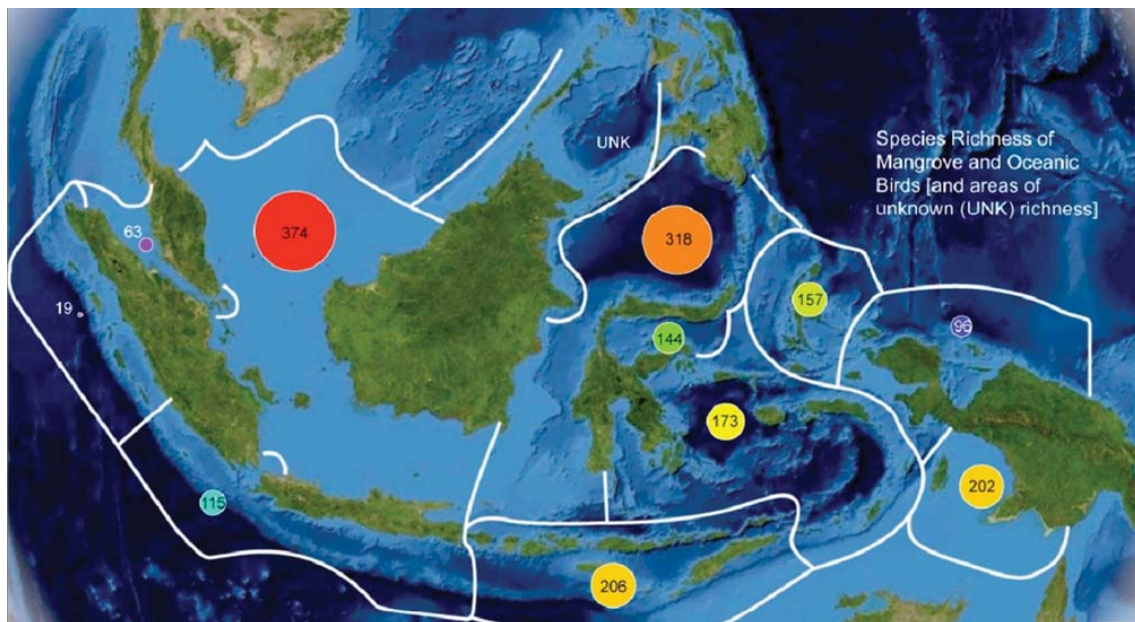 UNK
Species Richness of
Mangrove and Oceanic
Birds [and areas of
unknown (UNK) richness]
63
374
318
19
157
144
96
173
115
202
206